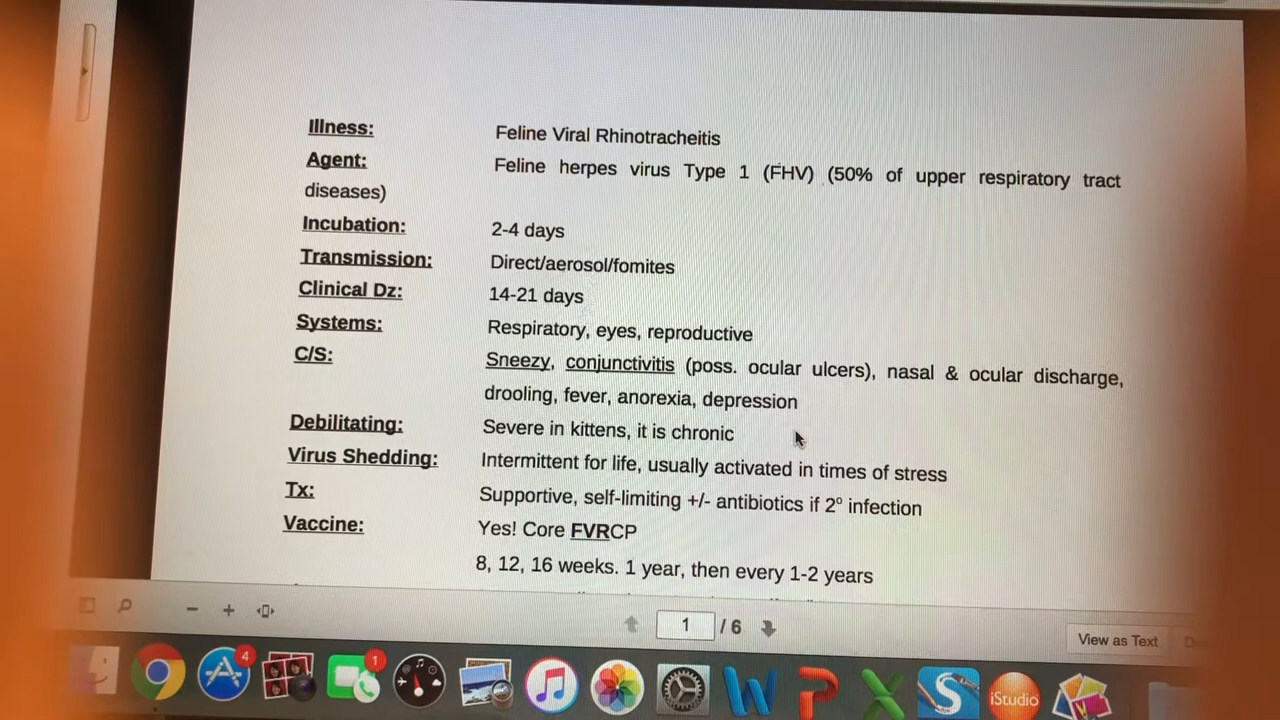 Illness: Feline Viral Rhinotracheitis
Agent: Feline herpes virus Type 1 (FHV) (50% of upper respiratory tract
diseases)
Incubation: 2-4 days
Transmission: Direct/aerosol/fomites
Clinical Dz: 14-21 days
Systems: Respiratory, eyes, reproductive
C/S: Sneezy, conjunctivitis (poss. ocular ulcers), nasal & ocular discharge,
drooling, fever, anorexia, depression
Debilitating: Severe in kittens, it is chronic
Virus Shedding: Intermittent for life, usually activated in times of stress
Tx: Supportive, self-limiting +/- antibiotics if 2° infection
Vaccine: Yes! Core FVRCP
8, 12, 16 weeks. 1 year, then every 1-2 years
1 / 6
View as Text
4
1
iStudio